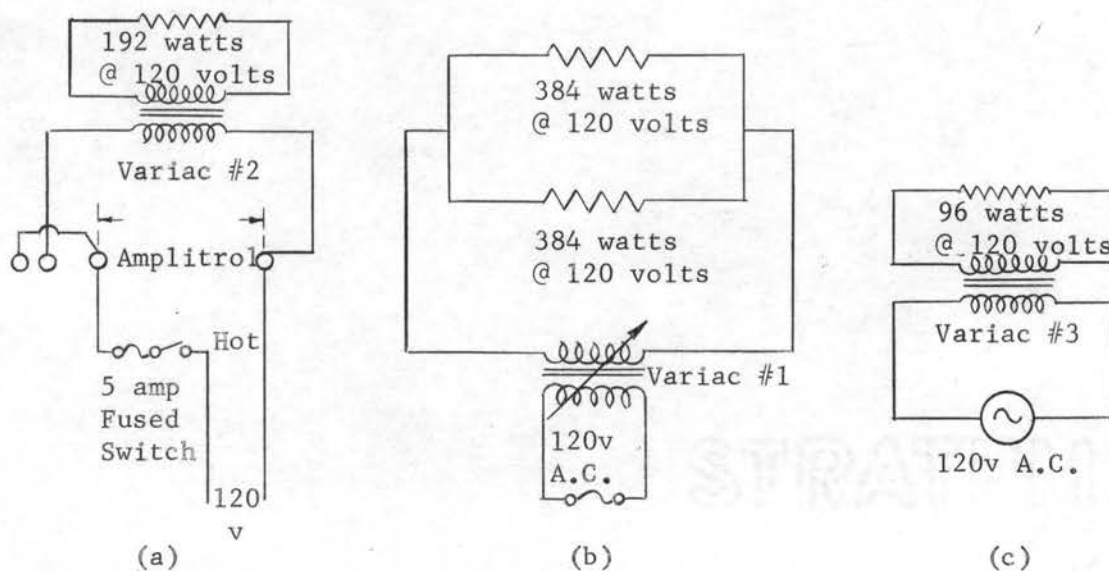 192 watts
@ 120 volts
Variac #2
Amplitrol
Hot
5 amp
Fused
Switch
120
v
(a)
384 watts
@ 120 volts
384 watts
@ 120 volts
Variac #1
120v
A.C.
(b)
96 watts
@ 120 volts
Variac #3
120v A.C.
(c)